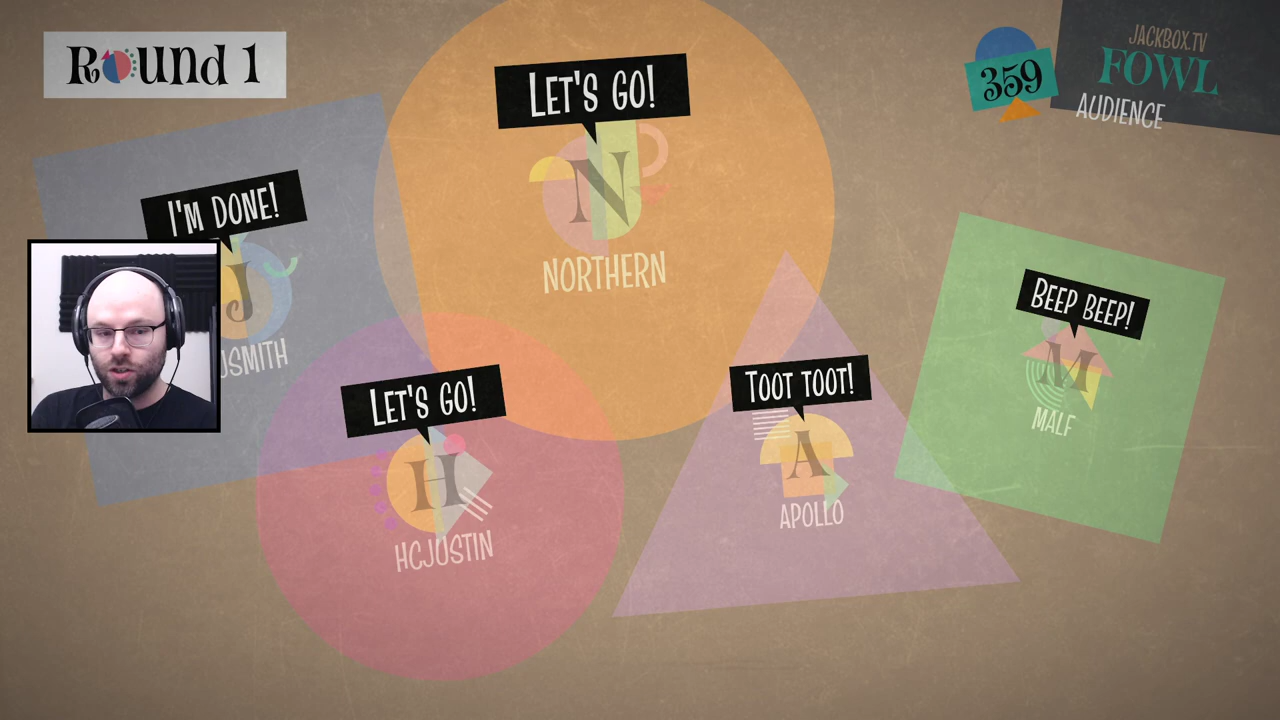 Round 1
LET'S GO!
N
NORTHERN
359
JACKBOX.TV
FOWL
AUDIENCE
I'M DONE!
J
LET'S GO!
H
HCJUSTIN
TOOT TOOT!
A
APOLLO
BEEP BEEP!
M
MALF